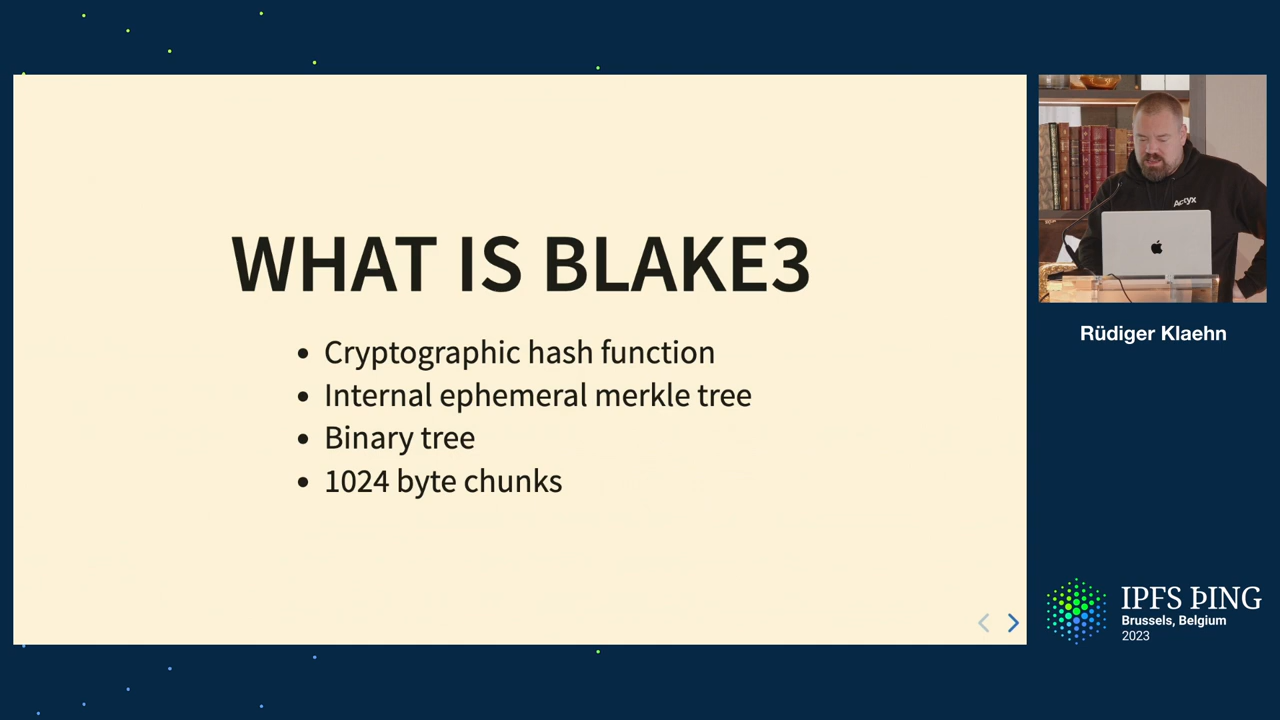 WHAT IS BLAKE3
• Cryptographic hash function
• Internal ephemeral merkle tree
• Binary tree
• 1024 byte chunks
Actyx
Rüdiger Klaehn
IPFS ÞING
Brussels, Belgium
2023